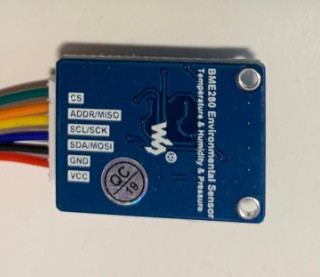 CS
ADDR/MISO
SCL/SCK
SDA/MOSI
GND
VCC
BME280 Environmental Sensor
Temperature & Humidity & Pressure
QC
19